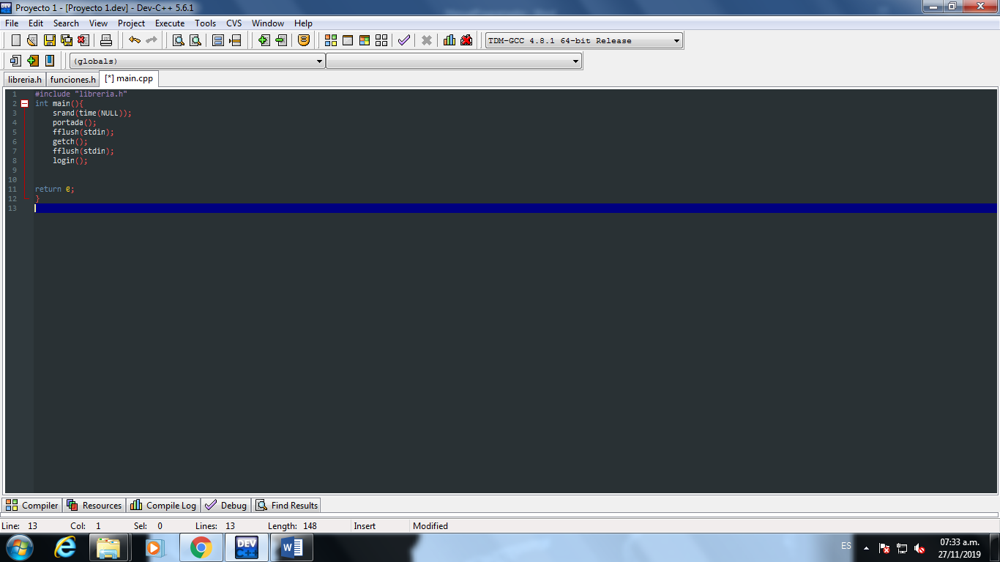 Proyecto 1 - [Proyecto 1.dev] - Dev-C++ 5.6.1
File Edit Search View Project Execute Tools CVS Window Help
TDM-GCC 4.8.1 64-bit Release
(globals)
libreria.h funciones.h [*] main.cpp
1 #include "libreria.h"
2 int main(){
3 srand(time(NULL));
4 portada();
5 fflush(stdin);
6 getch();
7 fflush(stdin);
8 login();
9
10
11 return 0;
12 }
13
Compiler Resources Compile Log Debug Find Results
Line: 13 Col: 1 Sel: 0 Lines: 13 Length: 148 Insert Modified
DEV C++ W ES 07:33 a.m.
27/11/2019